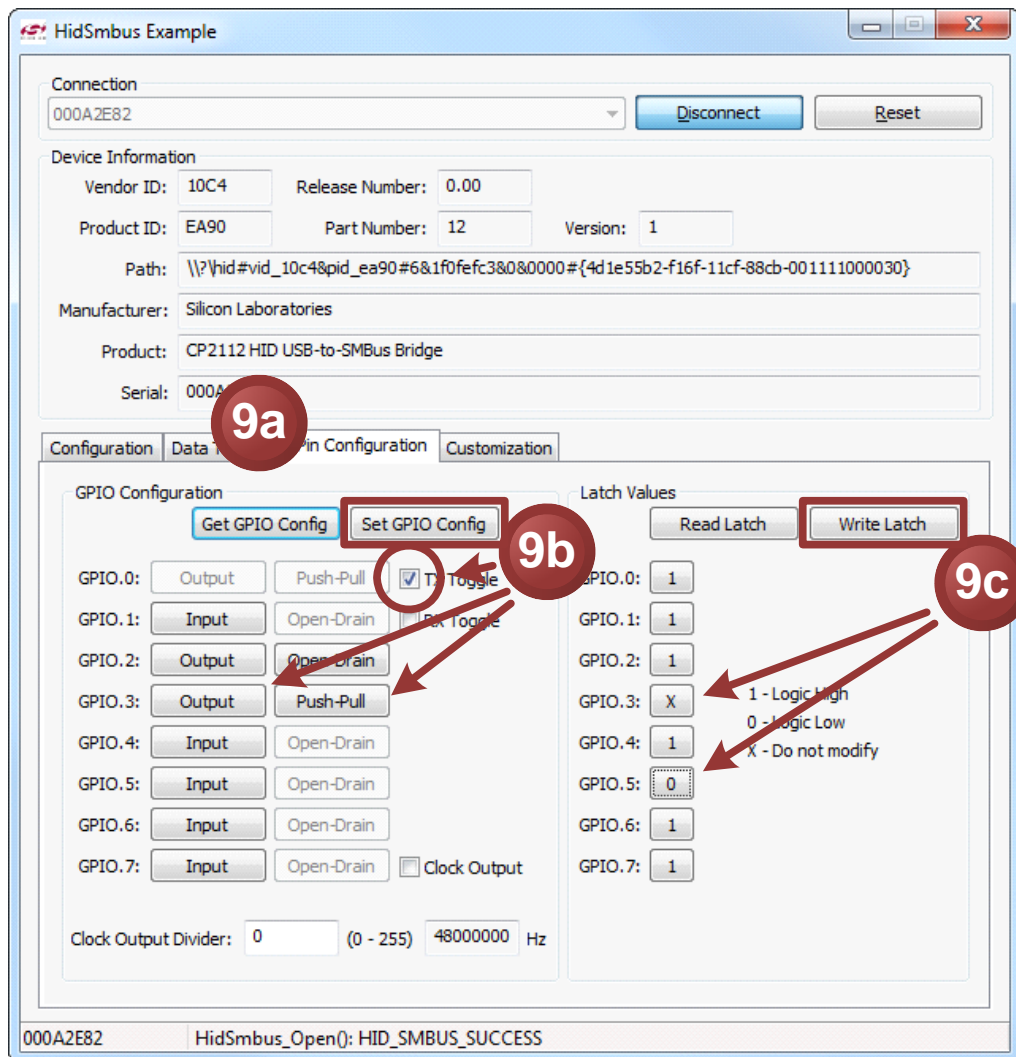 HidSmbus Example
Connection
000A2E82 Disconnect Reset
Device Information
Vendor ID: 10C4 Release Number: 0.00
Product ID: EA90 Part Number: 12 Version: 1
Path: \\?\hid#vid_10c4&pid_ea90#6&1f0fefc3&0&0000#{4d1e55b2-f16f-11cf-88cb-001111000030}
Manufacturer: Silicon Laboratories
Product: CP2112 HID USB-to-SMBus Bridge
Serial:
9a
Configuration Data Pin Configuration Customization
GPIO Configuration Latch Values
Get GPIO Config Set GPIO Config Read Latch Write Latch
9b
GPIO.0: Output Push-Pull TX Toggle GPIO.0: 1
9c
GPIO.1: Input Open-Drain RX Toggle GPIO.1: 1
GPIO.2: Output Open-Drain GPIO.2: 1
GPIO.3: Output Push-Pull GPIO.3: X 1 - Logic High
0 - Logic Low
GPIO.4: Input Open-Drain GPIO.4: 1 X - Do not modify
GPIO.5: Input Open-Drain GPIO.5: 0
GPIO.6: Input Open-Drain GPIO.6: 1
GPIO.7: Input Open-Drain Clock Output GPIO.7: 1
Clock Output Divider: 0 (0 - 255) 48000000 Hz
000A2E82 HidSmbus_Open(): HID_SMBUS_SUCCESS